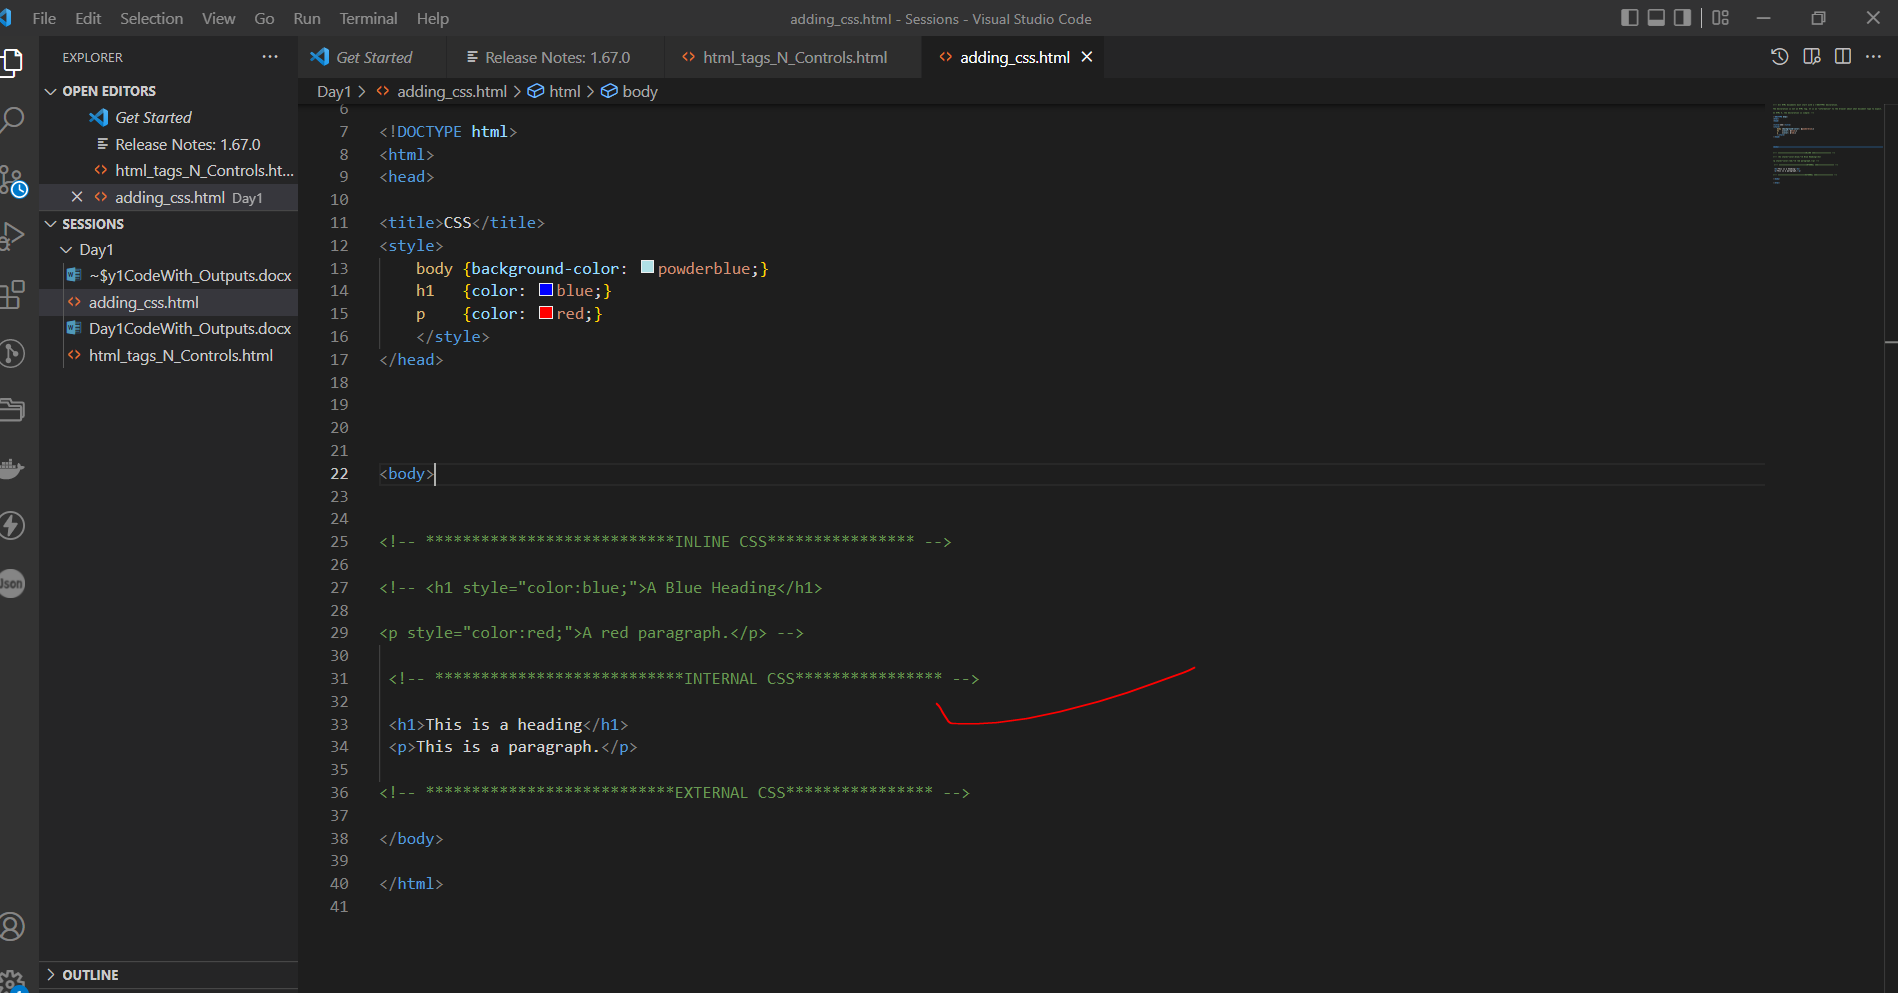 File Edit Selection View Go Run Terminal Help
adding_css.html - Sessions - Visual Studio Code
EXPLORER
OPEN EDITORS
Get Started
Release Notes: 1.67.0
html_tags_N_Controls.ht...
adding_css.html Day1
SESSIONS
Day1
~$y1CodeWith_Outputs.docx
adding_css.html
Day1CodeWith_Outputs.docx
html_tags_N_Controls.html
OUTLINE
Json
Get Started
Release Notes: 1.67.0
html_tags_N_Controls.html
adding_css.html
Day1 > adding_css.html > html > body
6
7 <!DOCTYPE html>
8 <html>
9 <head>
10
11 <title>CSS</title>
12 <style>
13 body {background-color: powderblue;}
14 h1 {color: blue;}
15 p {color: red;}
16 </style>
17 </head>
18
19
20
21
22 <body>
23
24
25 <!-- ***************************INLINE CSS**************** -->
26
27 <!-- <h1 style="color:blue;">A Blue Heading</h1>
28
29 <p style="color:red;">A red paragraph.</p> -->
30
31 <!-- ***************************INTERNAL CSS**************** -->
32
33 <h1>This is a heading</h1>
34 <p>This is a paragraph.</p>
35
36 <!-- ***************************EXTERNAL CSS**************** -->
37
38 </body>
39
40 </html>
41